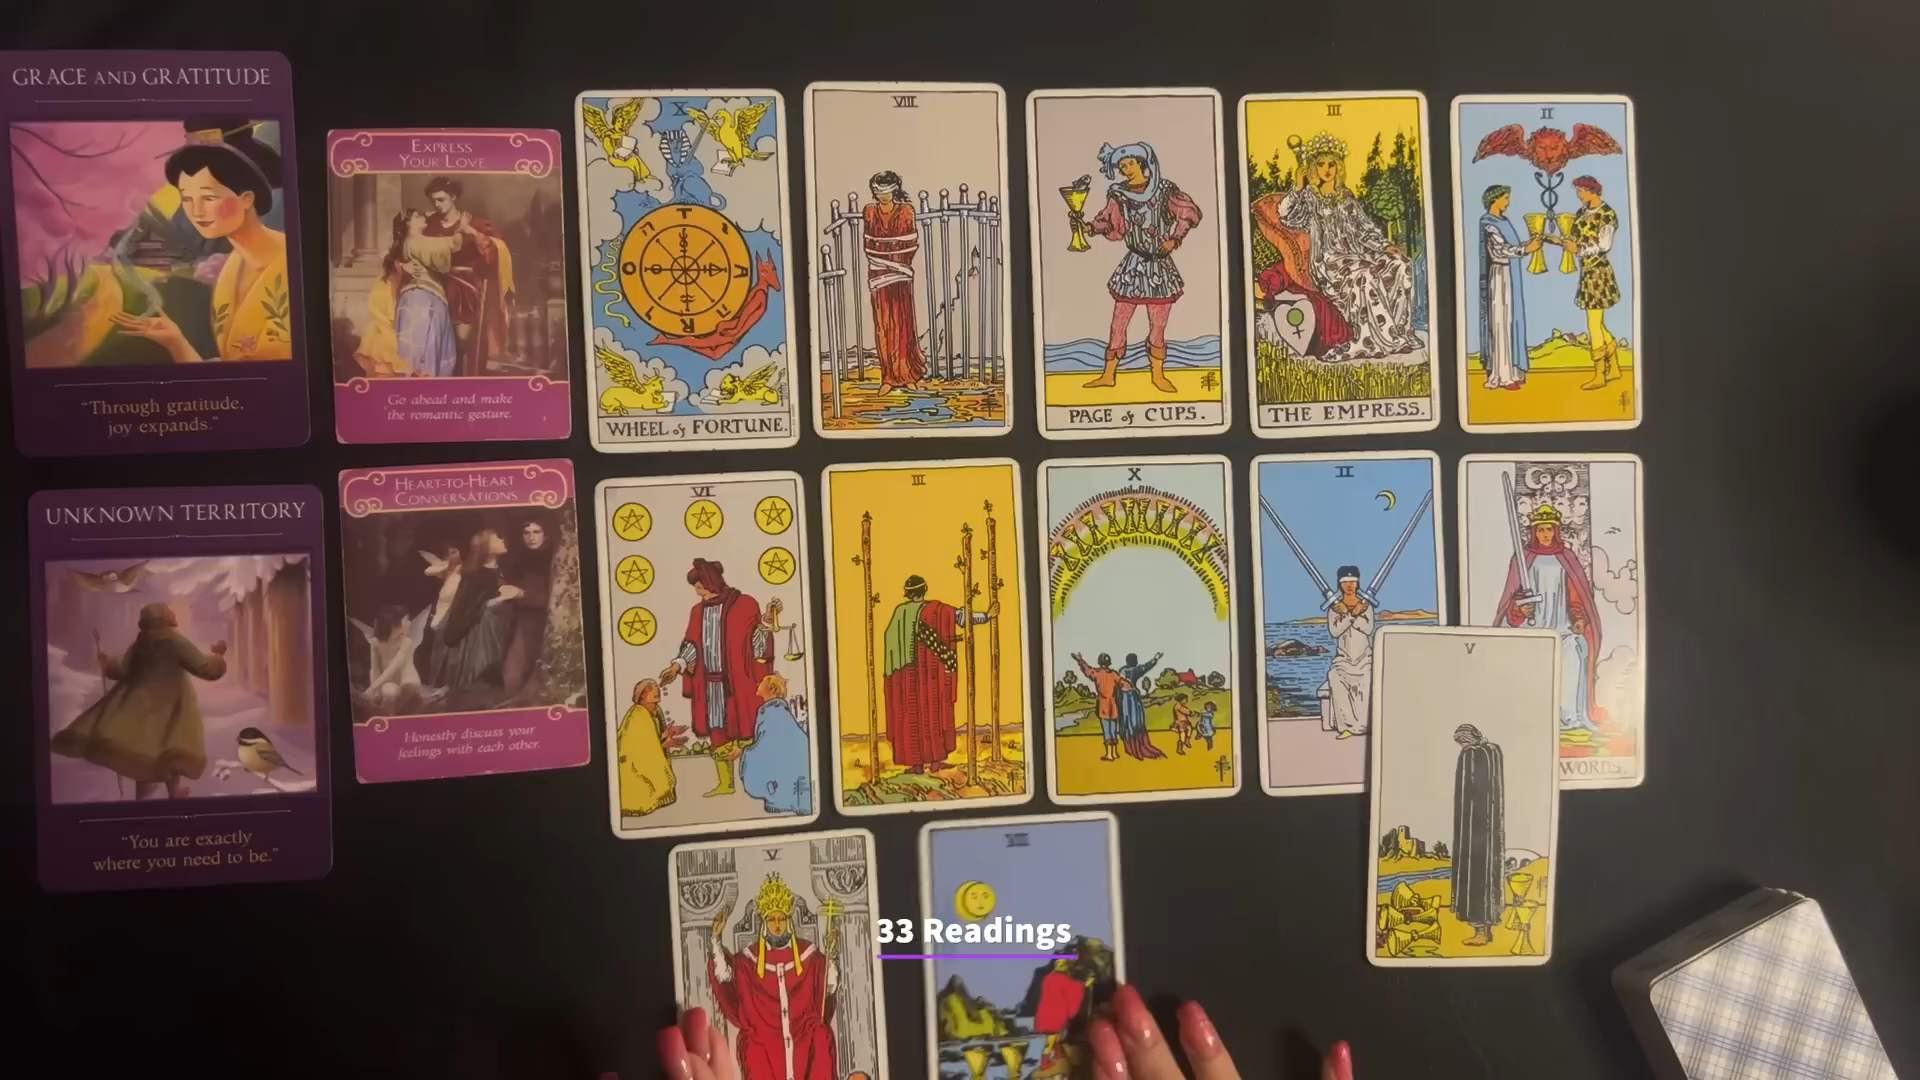 GRACE AND GRATITUDE
"Through gratitude,
joy expands."
EXPRESS
YOUR LOVE
Go ahead and make
the romantic gesture.
X
WHEEL of FORTUNE.
VIII
PAGE of CUPS.
III
THE EMPRESS.
II
UNKNOWN TERRITORY
"You are exactly
where you need to be."
HEART-TO-HEART
CONVERSATIONS
Honestly discuss your
feelings with each other.
VI
III
X
II
WORDS.
V
V
33 Readings